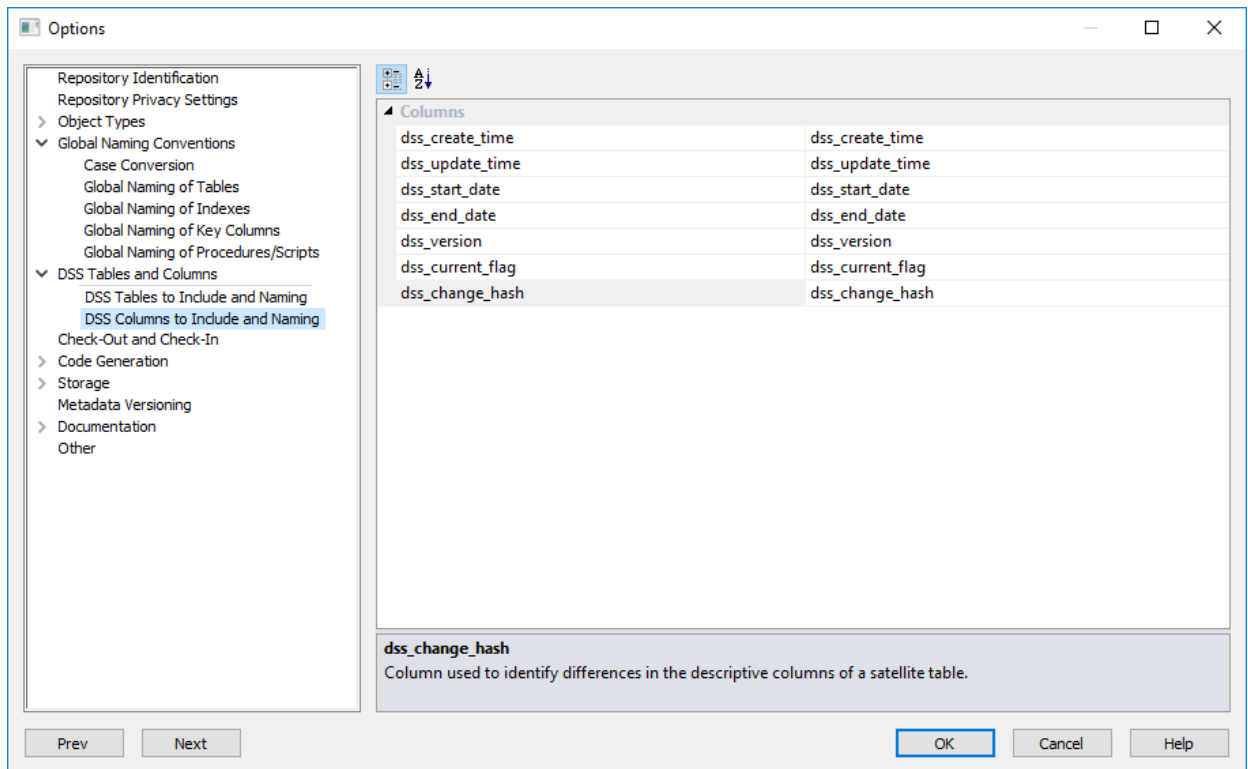 Options
Repository Identification
Repository Privacy Settings
Object Types
Global Naming Conventions
Case Conversion
Global Naming of Tables
Global Naming of Indexes
Global Naming of Key Columns
Global Naming of Procedures/Scripts
DSS Tables and Columns
DSS Tables to Include and Naming
DSS Columns to Include and Naming
Check-Out and Check-In
Code Generation
Storage
Metadata Versioning
Documentation
Other
Columns
dss_create_time dss_create_time
dss_update_time dss_update_time
dss_start_date dss_start_date
dss_end_date dss_end_date
dss_version dss_version
dss_current_flag dss_current_flag
dss_change_hash dss_change_hash
dss_change_hash
Column used to identify differences in the descriptive columns of a satellite table.
Prev Next OK Cancel Help